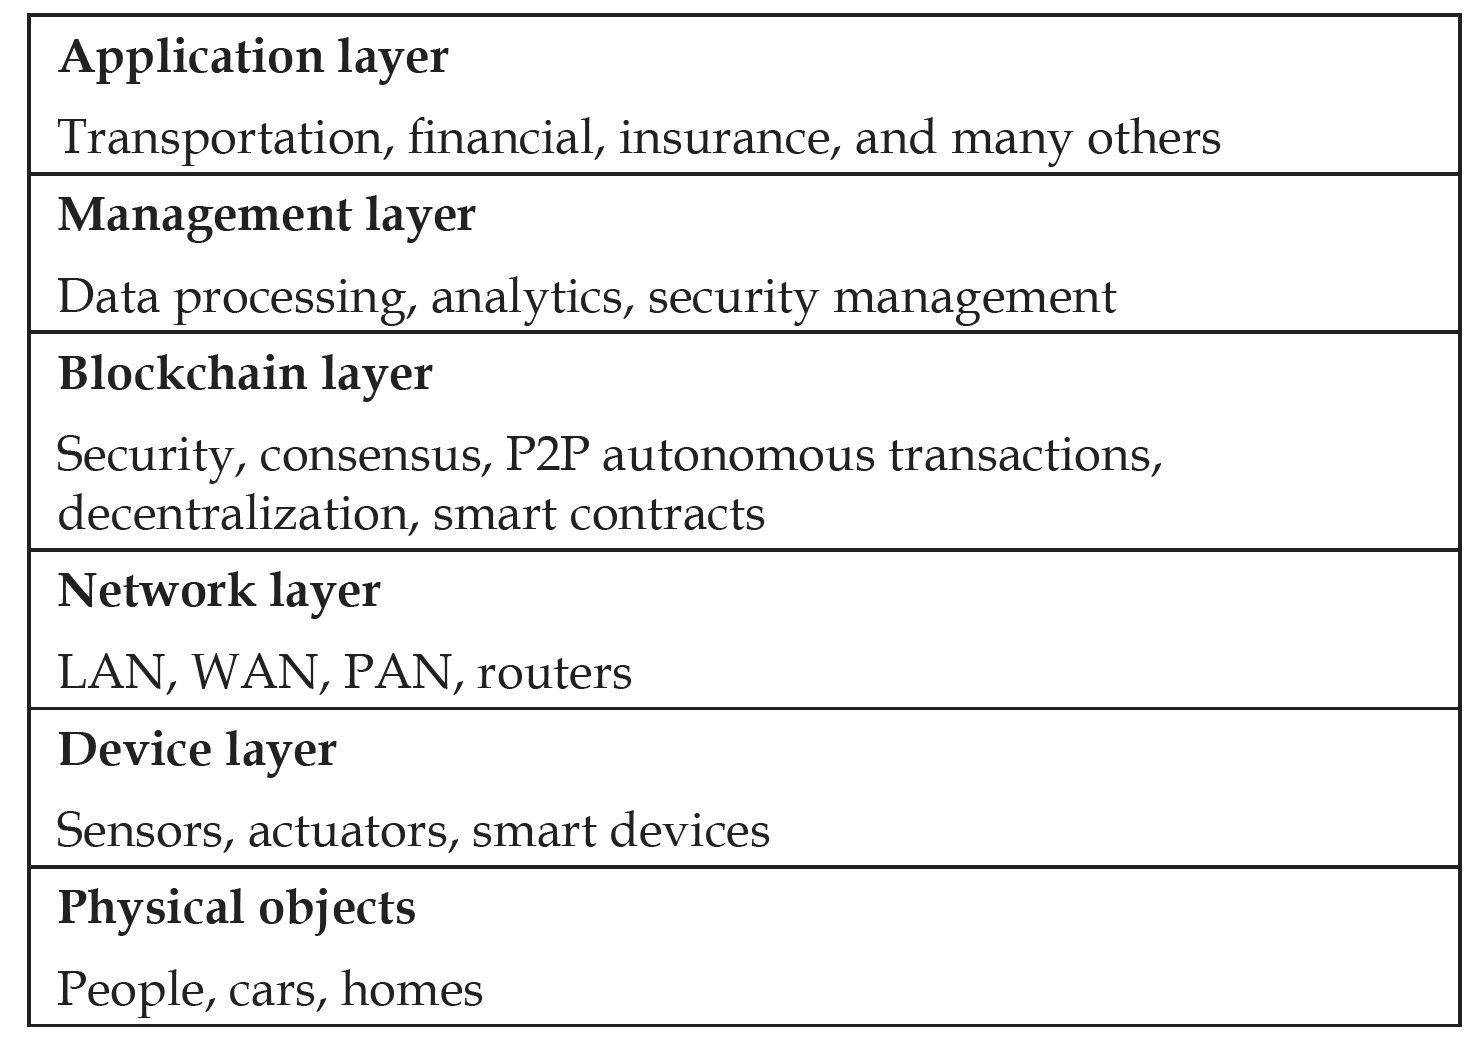 Application layer
Transportation, financial, insurance, and many others
Management layer
Data processing, analytics, security management
Blockchain layer
Security, consensus, P2P autonomous transactions,
decentralization, smart contracts
Network layer
LAN, WAN, PAN, routers
Device layer
Sensors, actuators, smart devices
Physical objects
People, cars, homes